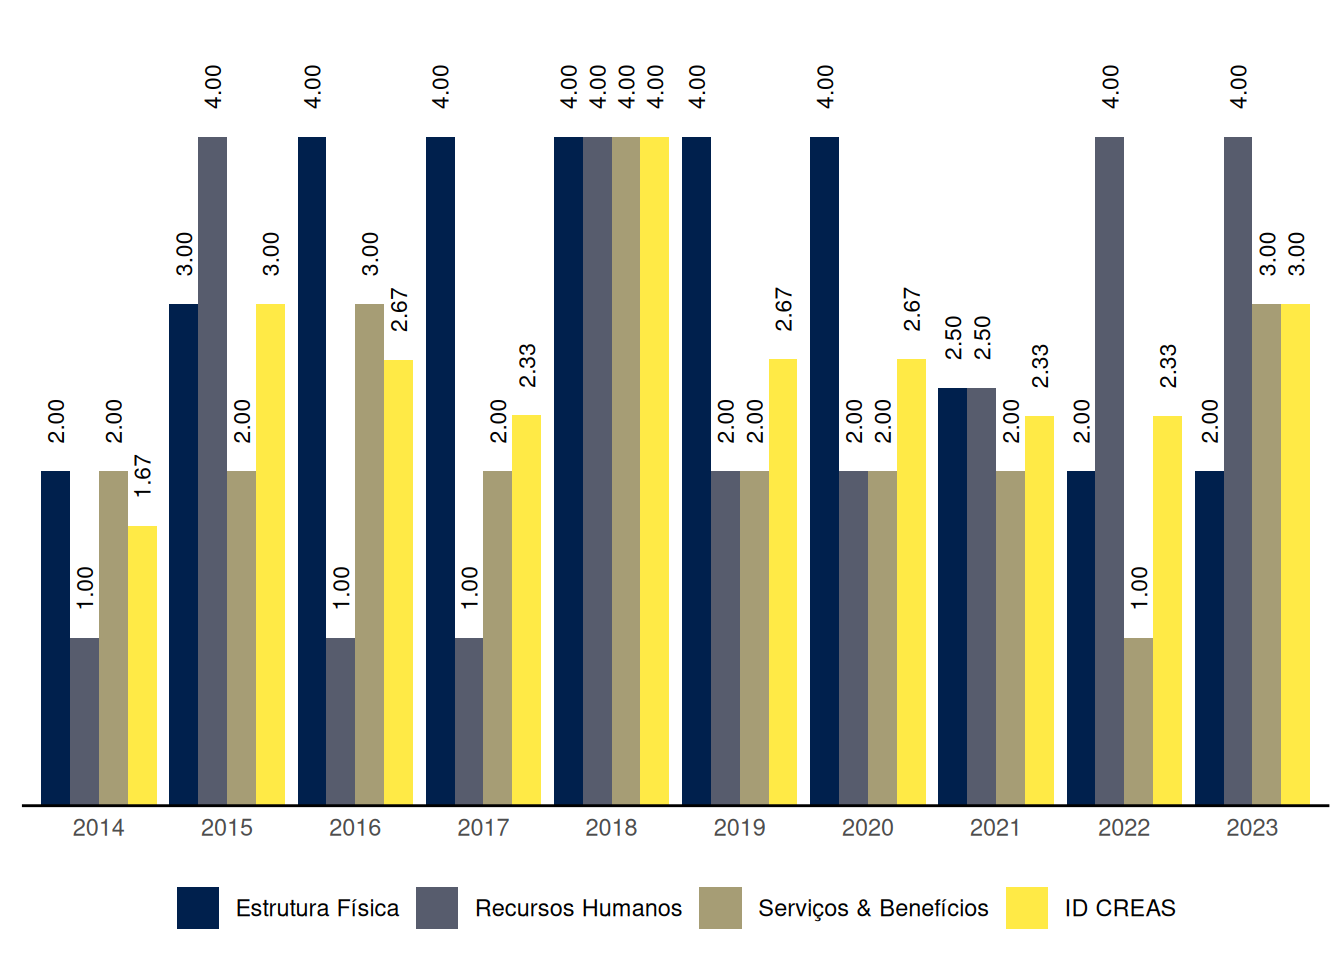 4.00 4.00 4.00 4.00 4.00 4.00 4.00 4.00 4.00 4.00 4.00
3.00 3.00 3.00 3.00 3.00
2.67 2.67 2.67
2.50 2.50
2.33 2.33 2.33
2.00 2.00 2.00 2.00 2.00 2.00 2.00 2.00 2.00 2.00 2.00
1.67
1.00 1.00 1.00 1.00
2014 2015 2016 2017 2018 2019 2020 2021 2022 2023
Estrutura Física Recursos Humanos Serviços & Benefícios ID CREAS